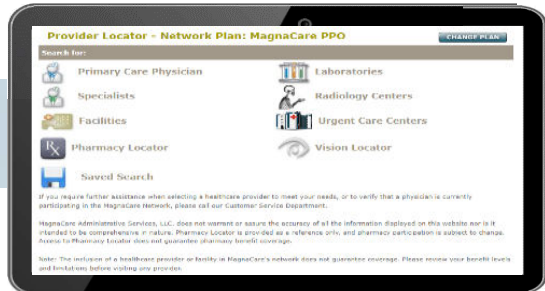 Provider Locator - Network Plan: MagnaCare PPO
CHANGE PLAN
Search for:
Primary Care Physician
Laboratories
Specialists
Radiology Centers
Facilities
Urgent Care Centers
Rx
Pharmacy Locator
Vision Locator
Saved Search
If you require further assistance when selecting a healthcare provider to meet your needs, or to verify that a physician is currently
participating in the MagnaCare Network, please call our Customer Service Department.
MagnaCare Administrative Services, LLC. does not warrant or assure the accuracy of all the information displayed on this website nor is it
intended to be comprehensive in nature. Pharmacy Locator is provided as a reference only, and pharmacy participation is subject to change.
Access to Pharmacy Locator does not guarantee pharmacy benefit coverage.
Note: The inclusion of a healthcare provider or facility in MagnaCare's network does not guarantee coverage. Please review your benefit levels
and limitations before visiting any provider.